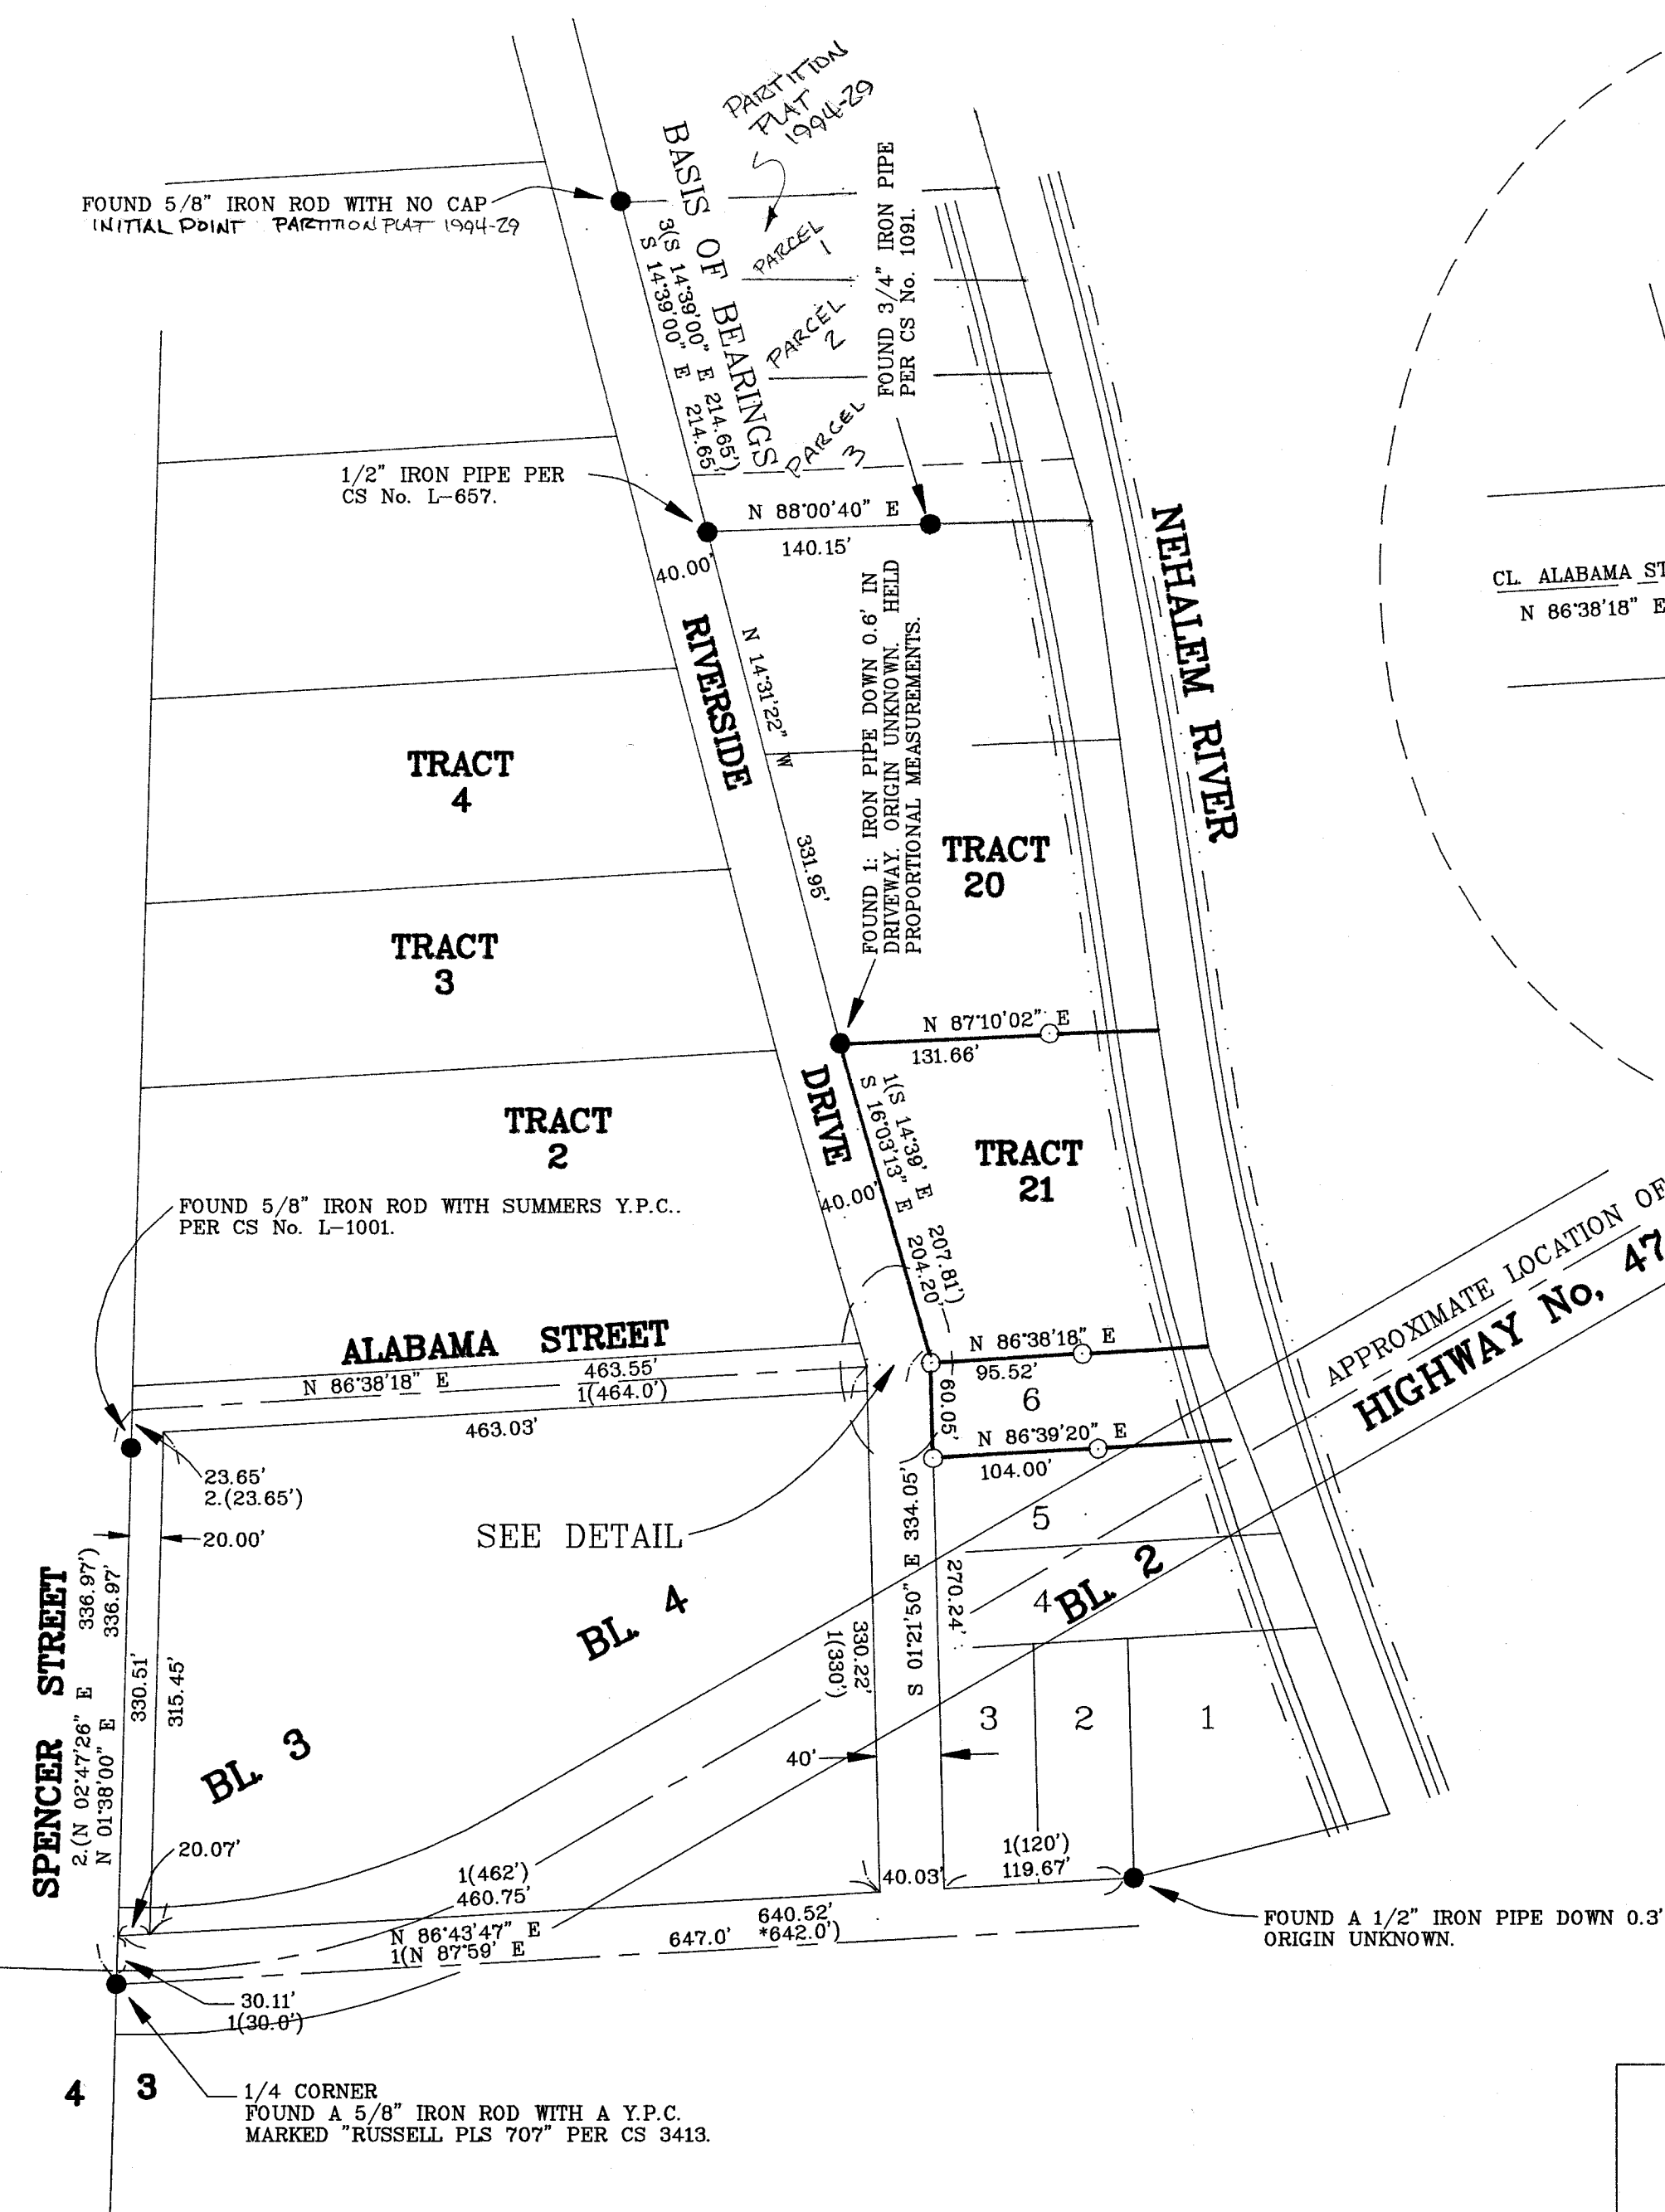 PARTITION
PLAT
1994-29
FOUND 5/8" IRON ROD WITH NO CAP
INITIAL POINT PARTITION PLAT 1994-29
BASIS OF BEARINGS
3(S 14°39'00" E 214.65')
S 14°39'00" E 214.65'
PARCEL
1
PARCEL
2
PARCEL
3
FOUND 3/4" IRON PIPE
PER CS No. 1091.
1/2" IRON PIPE PER
CS No. L-657.
N 88°00'40" E
140.15'
40.00'
NEHALEM RIVER
CL. ALABAMA ST
N 86°38'18" E
RIVERSIDE
N 14°31'22" W
331.95'
FOUND 1: IRON PIPE DOWN 0.6' IN
DRIVEWAY. ORIGIN UNKNOWN. HELD
PROPORTIONAL MEASUREMENTS.
TRACT
4
TRACT
20
TRACT
3
N 87°10'02" E
131.66'
DRIVE
1(S 14°39' E 207.81')
S 16°03'13" E 204.20'
TRACT
2
TRACT
21
40.00'
FOUND 5/8" IRON ROD WITH SUMMERS Y.P.C..
PER CS No. L-1001.
APPROXIMATE LOCATION OF
HIGHWAY No, 47
ALABAMA STREET
N 86°38'18" E
463.55'
1(464.0')
463.03'
N 86°38'18" E
95.52'
6
60.05'
N 86°39'20" E
104.00'
23.65'
2.(23.65')
20.00'
SEE DETAIL
5
4
BL. 2
BL. 4
S 01°21'50" E 334.05'
270.24'
330.22'
1(330')
SPENCER STREET
2.(N 02°47'26" E 336.97')
N 01°38'00" E 336.97'
330.51'
315.45'
BL. 3
3
2
1
40'
20.07'
1(462')
460.75'
40.03'
1(120')
119.67'
N 86°43'47" E
640.52'
1(N 87°59' E
647.0' *642.0')
FOUND A 1/2" IRON PIPE DOWN 0.3'
ORIGIN UNKNOWN.
30.11'
1(30.0')
4 3
1/4 CORNER
FOUND A 5/8" IRON ROD WITH A Y.P.C.
MARKED "RUSSELL PLS 707" PER CS 3413.